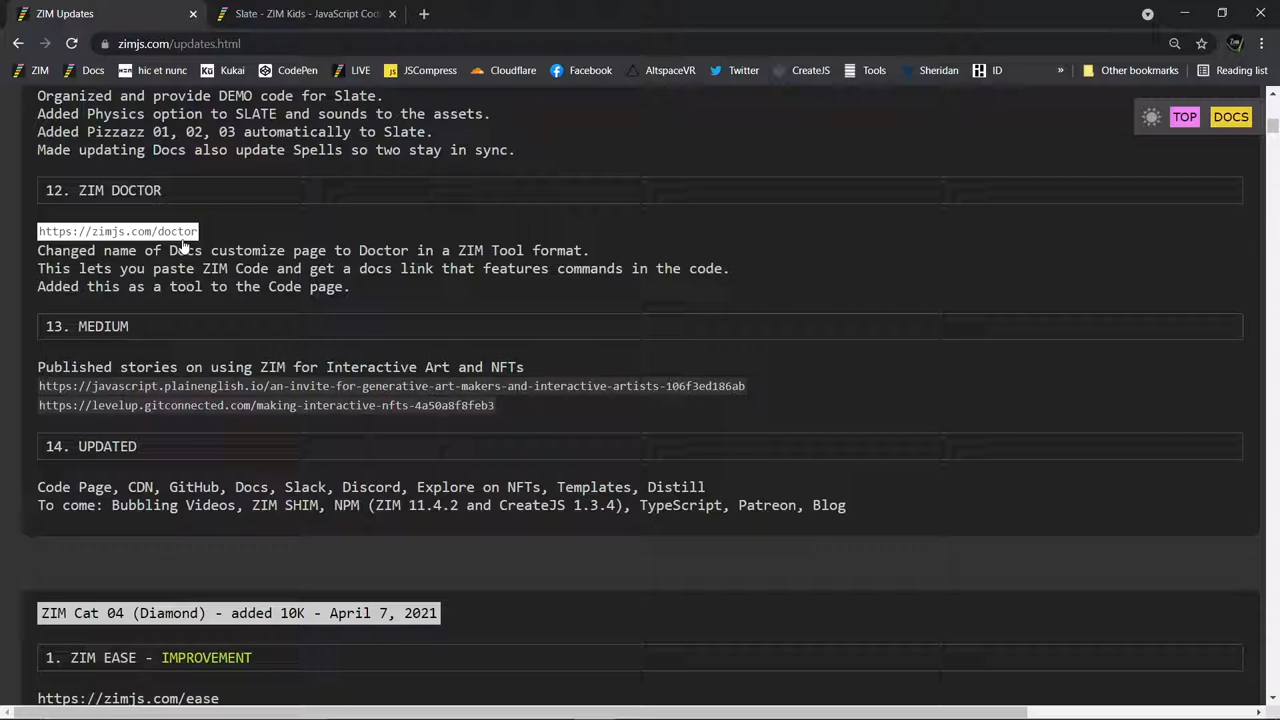 ZIM Updates
Slate - ZIM Kids - JavaScript Cod
zimjs.com/updates.html
ZIM
Docs
hic et nunc
Kukai
CodePen
LIVE
JSCompress
Cloudflare
Facebook
AltspaceVR
Twitter
CreateJS
Tools
Sheridan
ID
»
Other bookmarks
Reading list
Organized and provide DEMO code for Slate.
TOP
DOCS
Added Physics option to SLATE and sounds to the assets.
Added Pizzazz 01, 02, 03 automatically to Slate.
Made updating Docs also update Spells so two stay in sync.
12. ZIM DOCTOR
https://zimjs.com/doctor
Changed name of Docs customize page to Doctor in a ZIM Tool format.
This lets you paste ZIM Code and get a docs link that features commands in the code.
Added this as a tool to the Code page.
13. MEDIUM
Published stories on using ZIM for Interactive Art and NFTs
https://javascript.plainenglish.io/an-invite-for-generative-art-makers-and-interactive-artists-106f3ed186ab
https://levelup.gitconnected.com/making-interactive-nfts-4a50a8f8feb3
14. UPDATED
Code Page, CDN, GitHub, Docs, Slack, Discord, Explore on NFTs, Templates, Distill
To come: Bubbling Videos, ZIM SHIM, NPM (ZIM 11.4.2 and CreateJS 1.3.4), TypeScript, Patreon, Blog
ZIM Cat 04 (Diamond) - added 10K - April 7, 2021
1. ZIM EASE - IMPROVEMENT
https://zimjs.com/ease